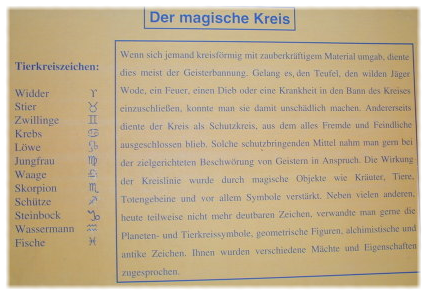 Der magische Kreis
Tierkreiszeichen:
Widder ♈
Stier ♉
Zwillinge ♊
Krebs ♋
Löwe ♌
Jungfrau ♍
Waage ♎
Skorpion ♏
Schütze ♐
Steinbock ♑
Wassermann ♒
Fische ♓
Wenn sich jemand kreisförmig mit zauberkräftigem Material umgab, diente
dies meist der Geisterbannung. Gelang es, den Teufel, den wilden Jäger
Wode, ein Feuer, einen Dieb oder eine Krankheit in den Bann des Kreises
einzuschließen, konnte man sie damit unschädlich machen. Andererseits
diente der Kreis als Schutzkreis, aus dem alles Fremde und Feindliche
ausgeschlossen blieb. Solche schutzbringenden Mittel nahm man gern bei
der zielgerichteten Beschwörung von Geistern in Anspruch. Die Wirkung
der Kreislinie wurde durch magische Objekte wie Kräuter, Tiere,
Totengebeine und vor allem Symbole verstärkt. Neben vielen anderen,
heute teilweise nicht mehr deutbaren Zeichen, verwandte man gerne die
Planeten- und Tierkreissymbole, geometrische Figuren, alchimistische und
antike Zeichen. Ihnen wurden verschiedene Mächte und Eigenschaften
zugesprochen.